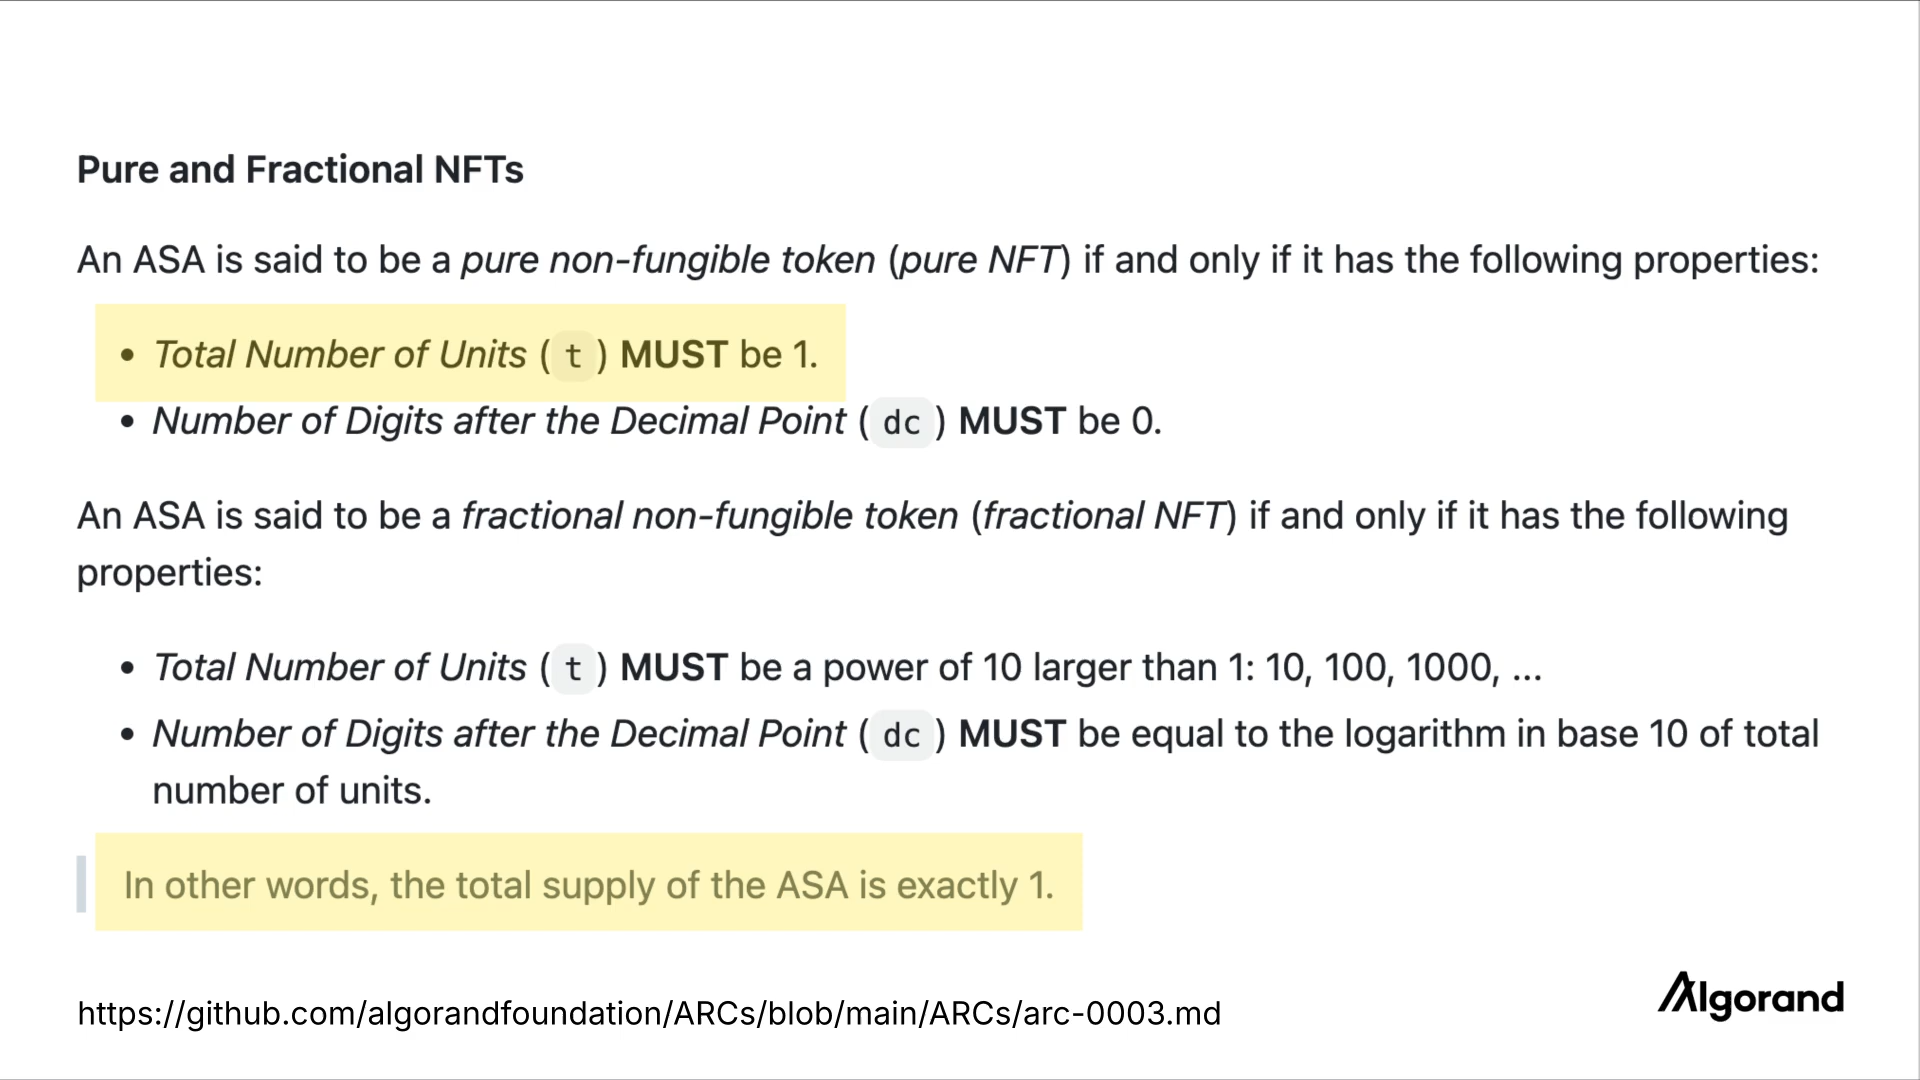 Pure and Fractional NFTs
An ASA is said to be a pure non-fungible token (pure NFT) if and only if it has the following properties:
• Total Number of Units ( t ) MUST be 1.
• Number of Digits after the Decimal Point ( dc ) MUST be 0.
An ASA is said to be a fractional non-fungible token (fractional NFT) if and only if it has the following
properties:
• Total Number of Units ( t ) MUST be a power of 10 larger than 1: 10, 100, 1000, ...
• Number of Digits after the Decimal Point ( dc ) MUST be equal to the logarithm in base 10 of total
number of units.
In other words, the total supply of the ASA is exactly 1.
https://github.com/algorandfoundation/ARCs/blob/main/ARCs/arc-0003.md
Algorand